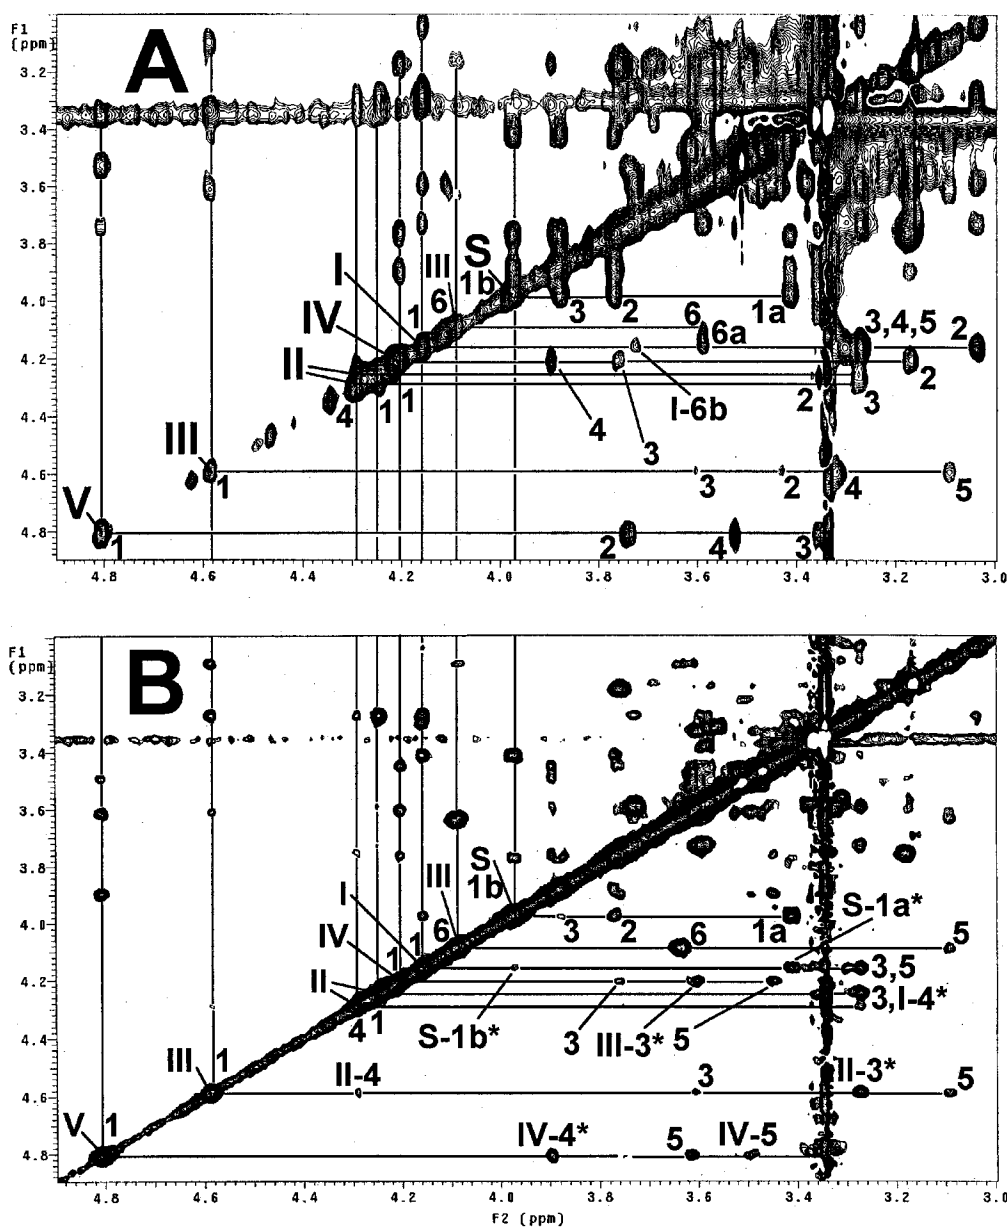 F1
(ppm)
A
3.2
3.4
3.6
3.8
4.0
4.2
4.4
4.6
4.8
S
1b
III
6
I
1
IV
II
3 2 6 1a
6a
3,4,5 2
4 1 1
2 3 2
I-6b
4
3
III
1
3 2 4 5
V
1
2 4 3
4.8 4.6 4.4 4.2 4.0 3.8 3.6 3.4 3.2 3.0
F1
(ppm)
B
3.2
3.4
3.6
3.8
4.0
4.2
4.4
4.6
4.8
S
1b
III
6
I
1
IV
1
II
4 1
S-1a*
3 2 6 1a 5
3,5
3,I-4*
S-1b* 3 III-3* 5
III
1
II-4 3 II-3* 5
V
1
IV-4* 5 IV-5
4.8 4.6 4.4 4.2 4.0 3.8 3.6 3.4 3.2 3.0
F2 (ppm)